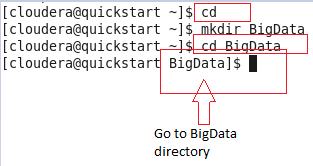 [cloudera@quickstart ~]$ cd
[cloudera@quickstart ~]$ mkdir BigData
[cloudera@quickstart ~]$ cd BigData
[cloudera@quickstart BigData]$
Go to BigData
directory